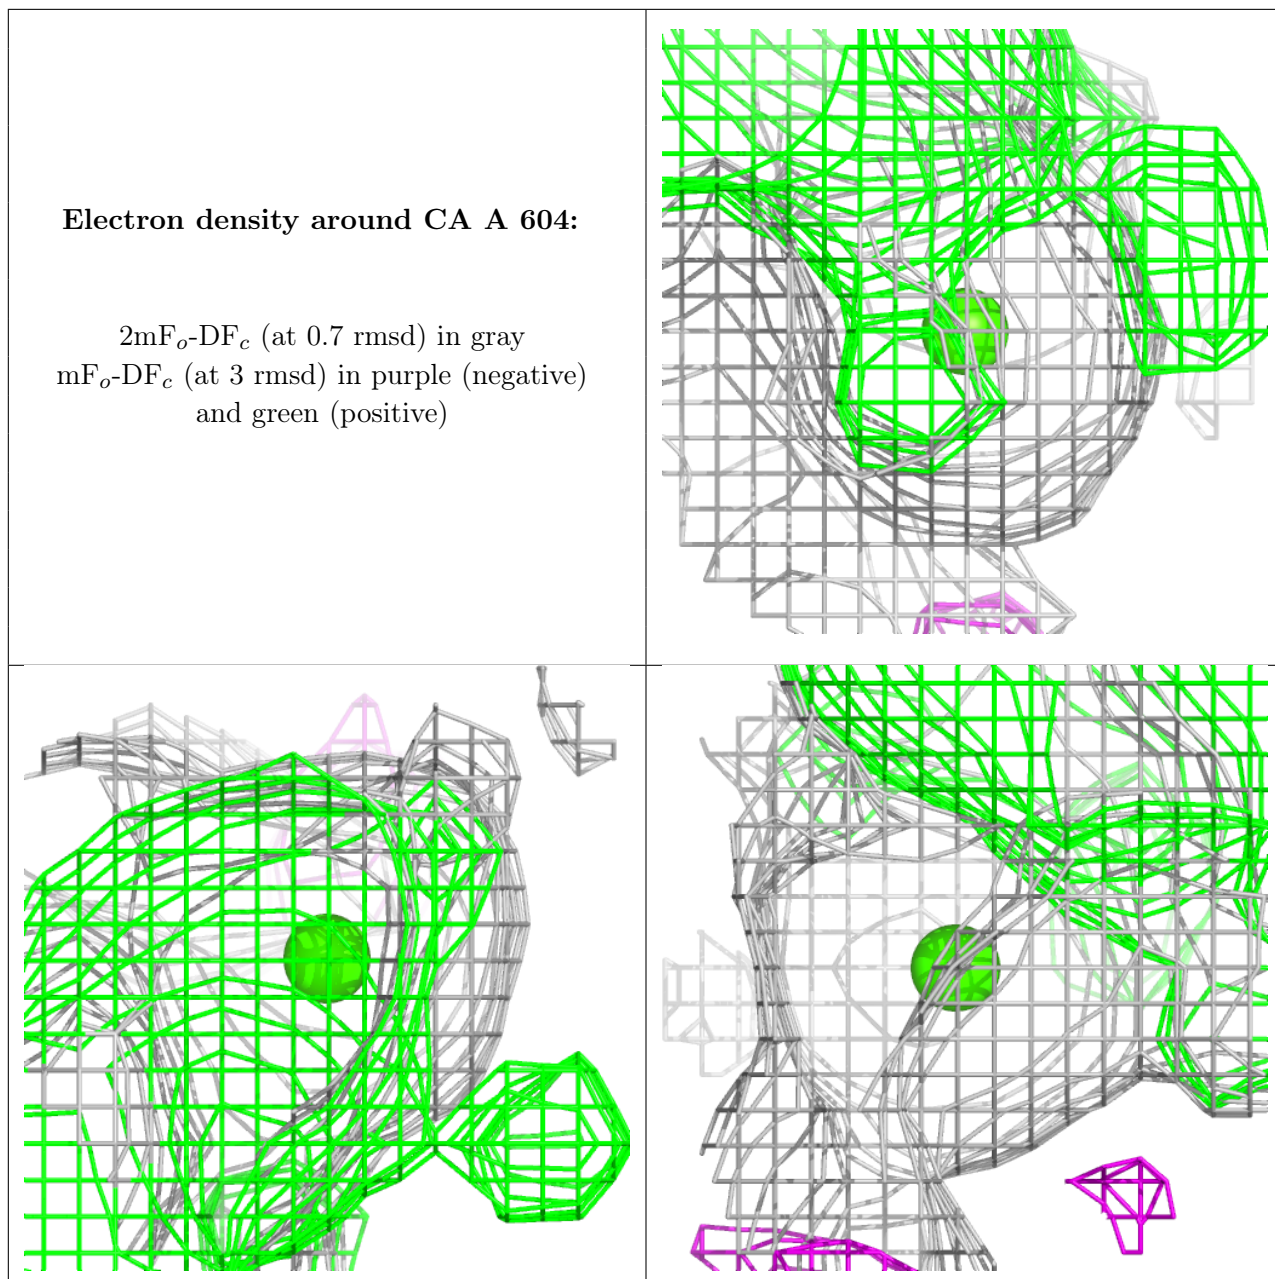 Electron density around CA A 604:
2mFₒ-DF𝒸 (at 0.7 rmsd) in gray
mFₒ-DF𝒸 (at 3 rmsd) in purple (negative)
and green (positive)